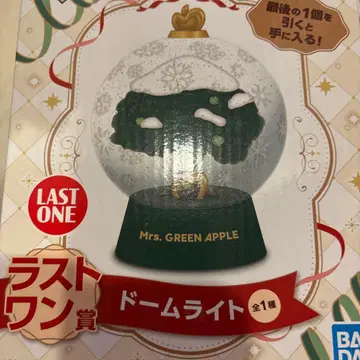 最後の1個を
引くと
手に入る!
Mrs. GREEN APPLE
LAST
ONE
ラスト
ワン賞
ドームライト 全1種
BA